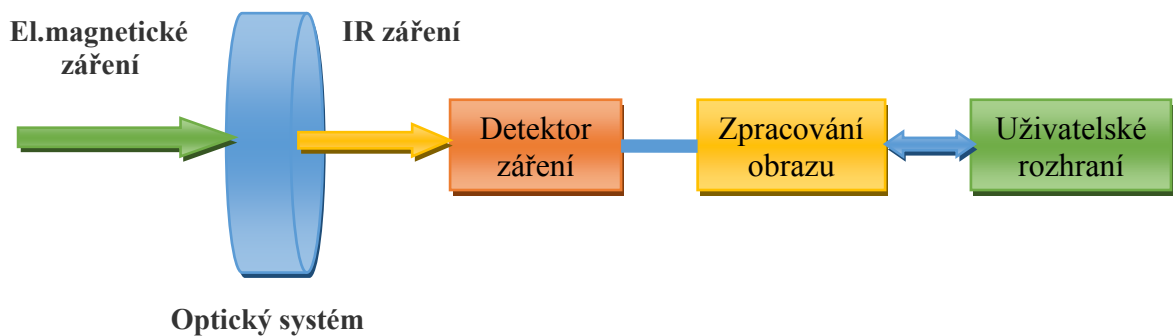 El.magnetické
záření
IR záření
Detektor
záření
Zpracování
obrazu
Uživatelské
rozhraní
Optický systém